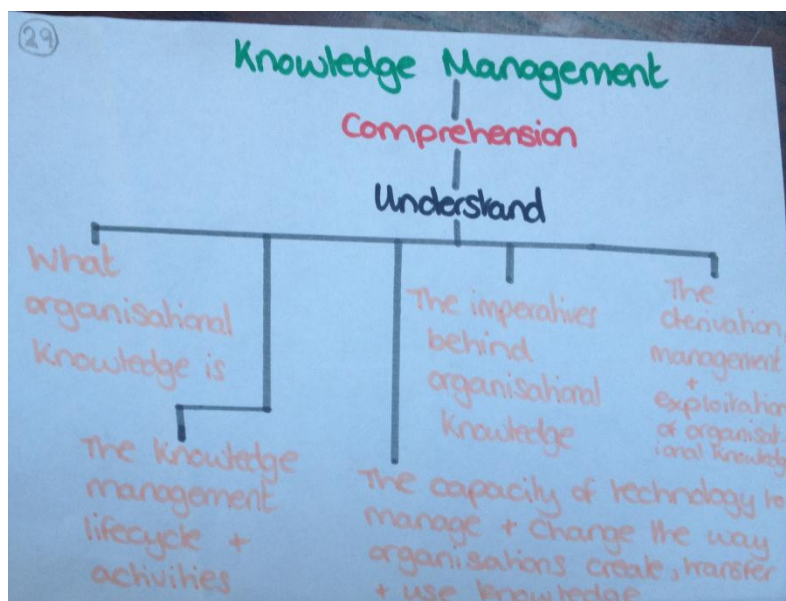 29
Knowledge Management
Comprehension
Understand
What
organisational
Knowledge is
The Knowledge
management
lifecycle +
activities
The capacity of technology to
manage + change the way
organisations create, transfer
+ use knowledge
The imperatives
behind
organisational
Knowledge
The
derivation,
management
+
exploitation
of organisat-
ional Knowledge